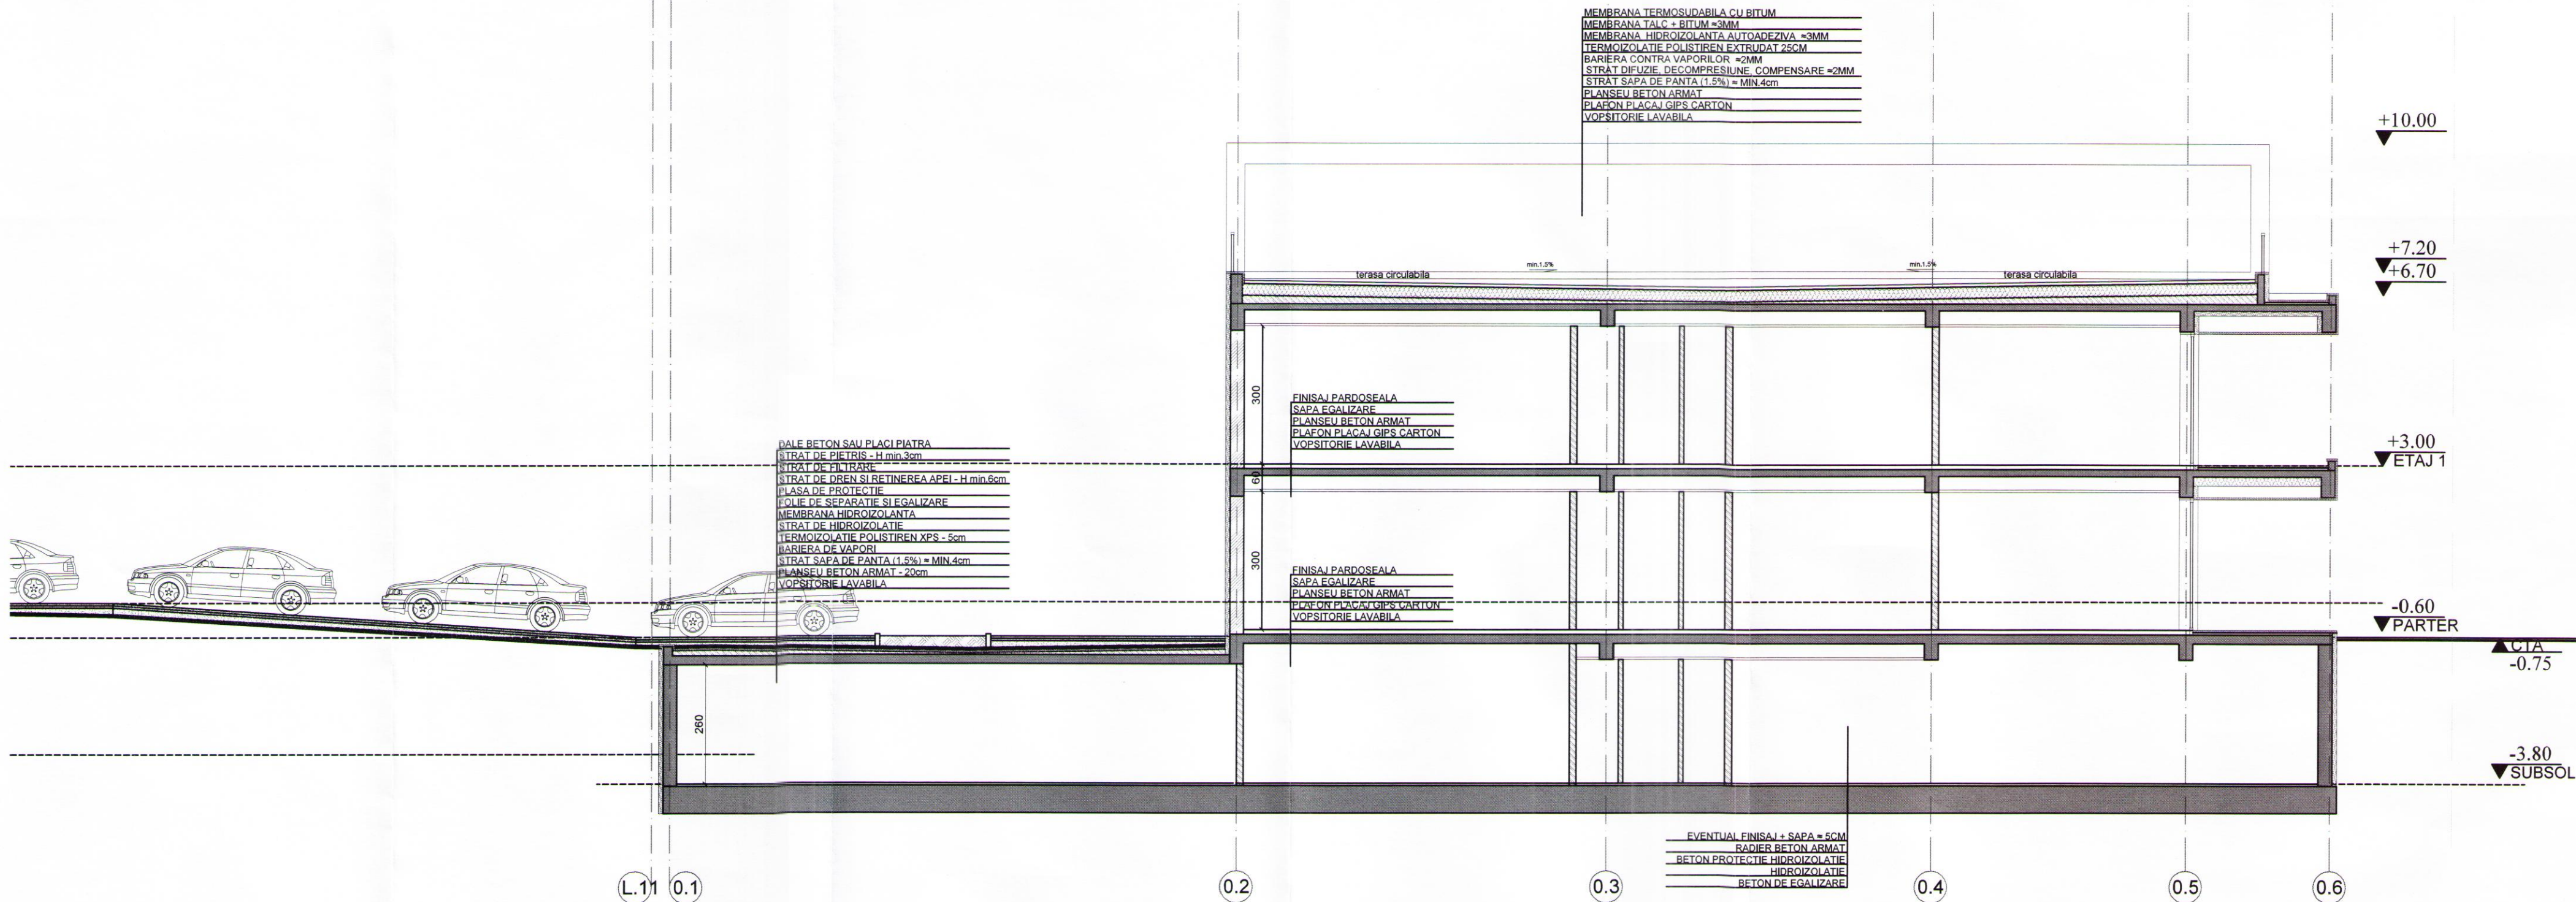 MEMBRANA TERMOSUDABILA CU BITUM
MEMBRANA TALC + BITUM ≈3MM
MEMBRANA HIDROIZOLANTA AUTOADEZIVA ≈3MM
TERMOIZOLATIE POLISTIREN EXTRUDAT 25CM
BARIERA CONTRA VAPORILOR ≈2MM
STRAT DIFUZIE, DECOMPRESIUNE, COMPENSARE ≈2MM
STRAT SAPA DE PANTA (1.5%) ≈ MIN.4cm
PLANSEU BETON ARMAT
PLAFON PLACAJ GIPS CARTON
VOPSITORIE LAVABILA
+10.00
+7.20
+6.70
terasa circulabila
min.1.5%
min.1.5%
terasa circulabila
300
FINISAJ PARDOSEALA
SAPA EGALIZARE
PLANSEU BETON ARMAT
PLAFON PLACAJ GIPS CARTON
VOPSITORIE LAVABILA
+3.00
ETAJ 1
60
DALE BETON SAU PLACI PIATRA
STRAT DE PIETRIS - H min.3cm
STRAT DE FILTRARE
STRAT DE DREN SI RETINEREA APEI - H min.6cm
PLASA DE PROTECTIE
FOLIE DE SEPARATIE SI EGALIZARE
MEMBRANA HIDROIZOLANTA
STRAT DE HIDROIZOLATIE
TERMOIZOLATIE POLISTIREN XPS - 5cm
BARIERA DE VAPORI
STRAT SAPA DE PANTA (1.5%) ≈ MIN.4cm
PLANSEU BETON ARMAT - 20cm
VOPSITORIE LAVABILA
300
FINISAJ PARDOSEALA
SAPA EGALIZARE
PLANSEU BETON ARMAT
PLAFON PLACAJ GIPS CARTON
VOPSITORIE LAVABILA
-0.60
PARTER
CTA
-0.75
260
-3.80
SUBSOL
EVENTUAL FINISAJ + SAPA ≈ 5CM
RADIER BETON ARMAT
BETON PROTECTIE HIDROIZOLATIE
HIDROIZOLATIE
BETON DE EGALIZARE
L.11 0.1 0.2 0.3 0.4 0.5 0.6